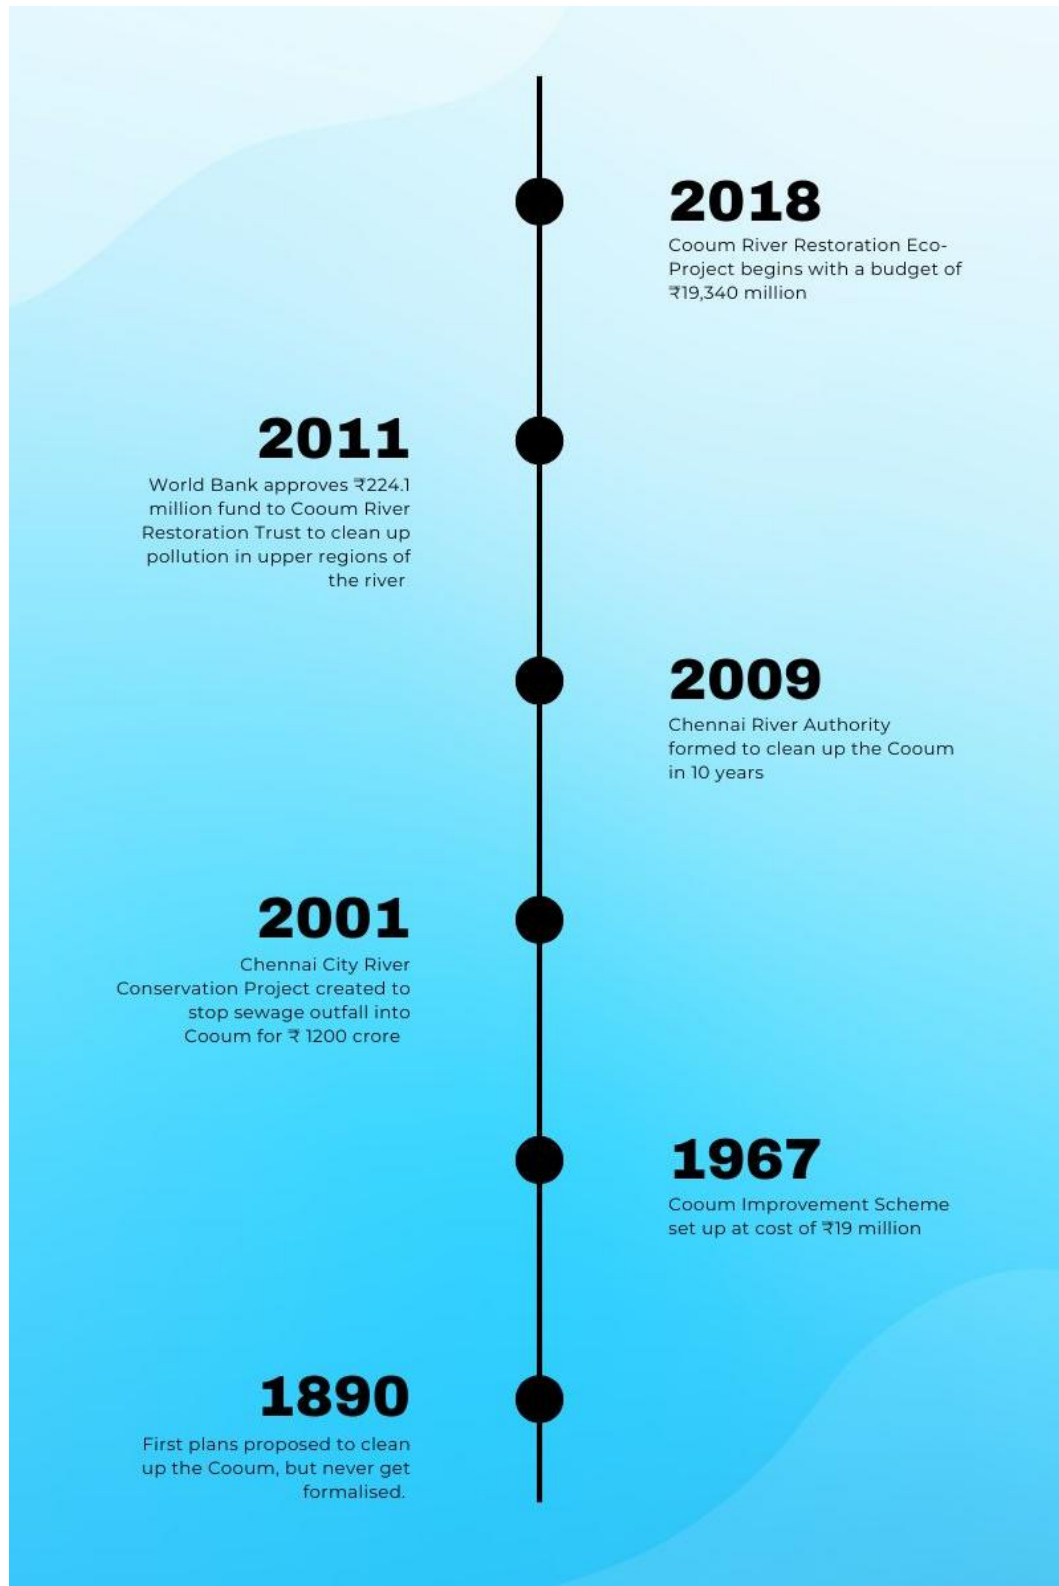 2018
Cooum River Restoration Eco-
Project begins with a budget of
₹19,340 million
2011
World Bank approves ₹224.1
million fund to Cooum River
Restoration Trust to clean up
pollution in upper regions of
the river
2009
Chennai River Authority
formed to clean up the Cooum
in 10 years
2001
Chennai City River
Conservation Project created to
stop sewage outfall into
Cooum for ₹ 1200 crore
1967
Cooum Improvement Scheme
set up at cost of ₹19 million
1890
First plans proposed to clean
up the Cooum, but never get
formalised.